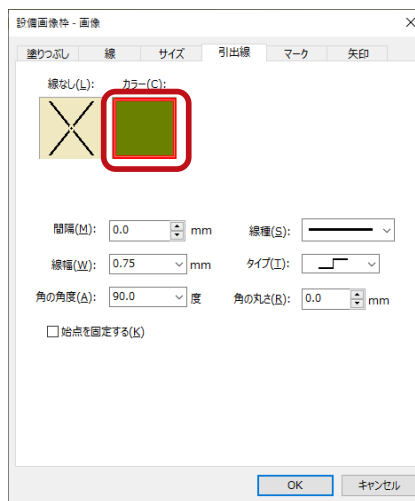 設備画像枠 - 画像
塗りつぶし 線 サイズ 引出線 マーク 矢印
線なし(L): カラー(C):
間隔(M): 0.0 mm 線種(S):
線幅(W): 0.75 mm タイプ(T):
角の角度(A): 90.0 度 角の丸さ(R): 0.0 mm
始点を固定する(K)
OK キャンセル